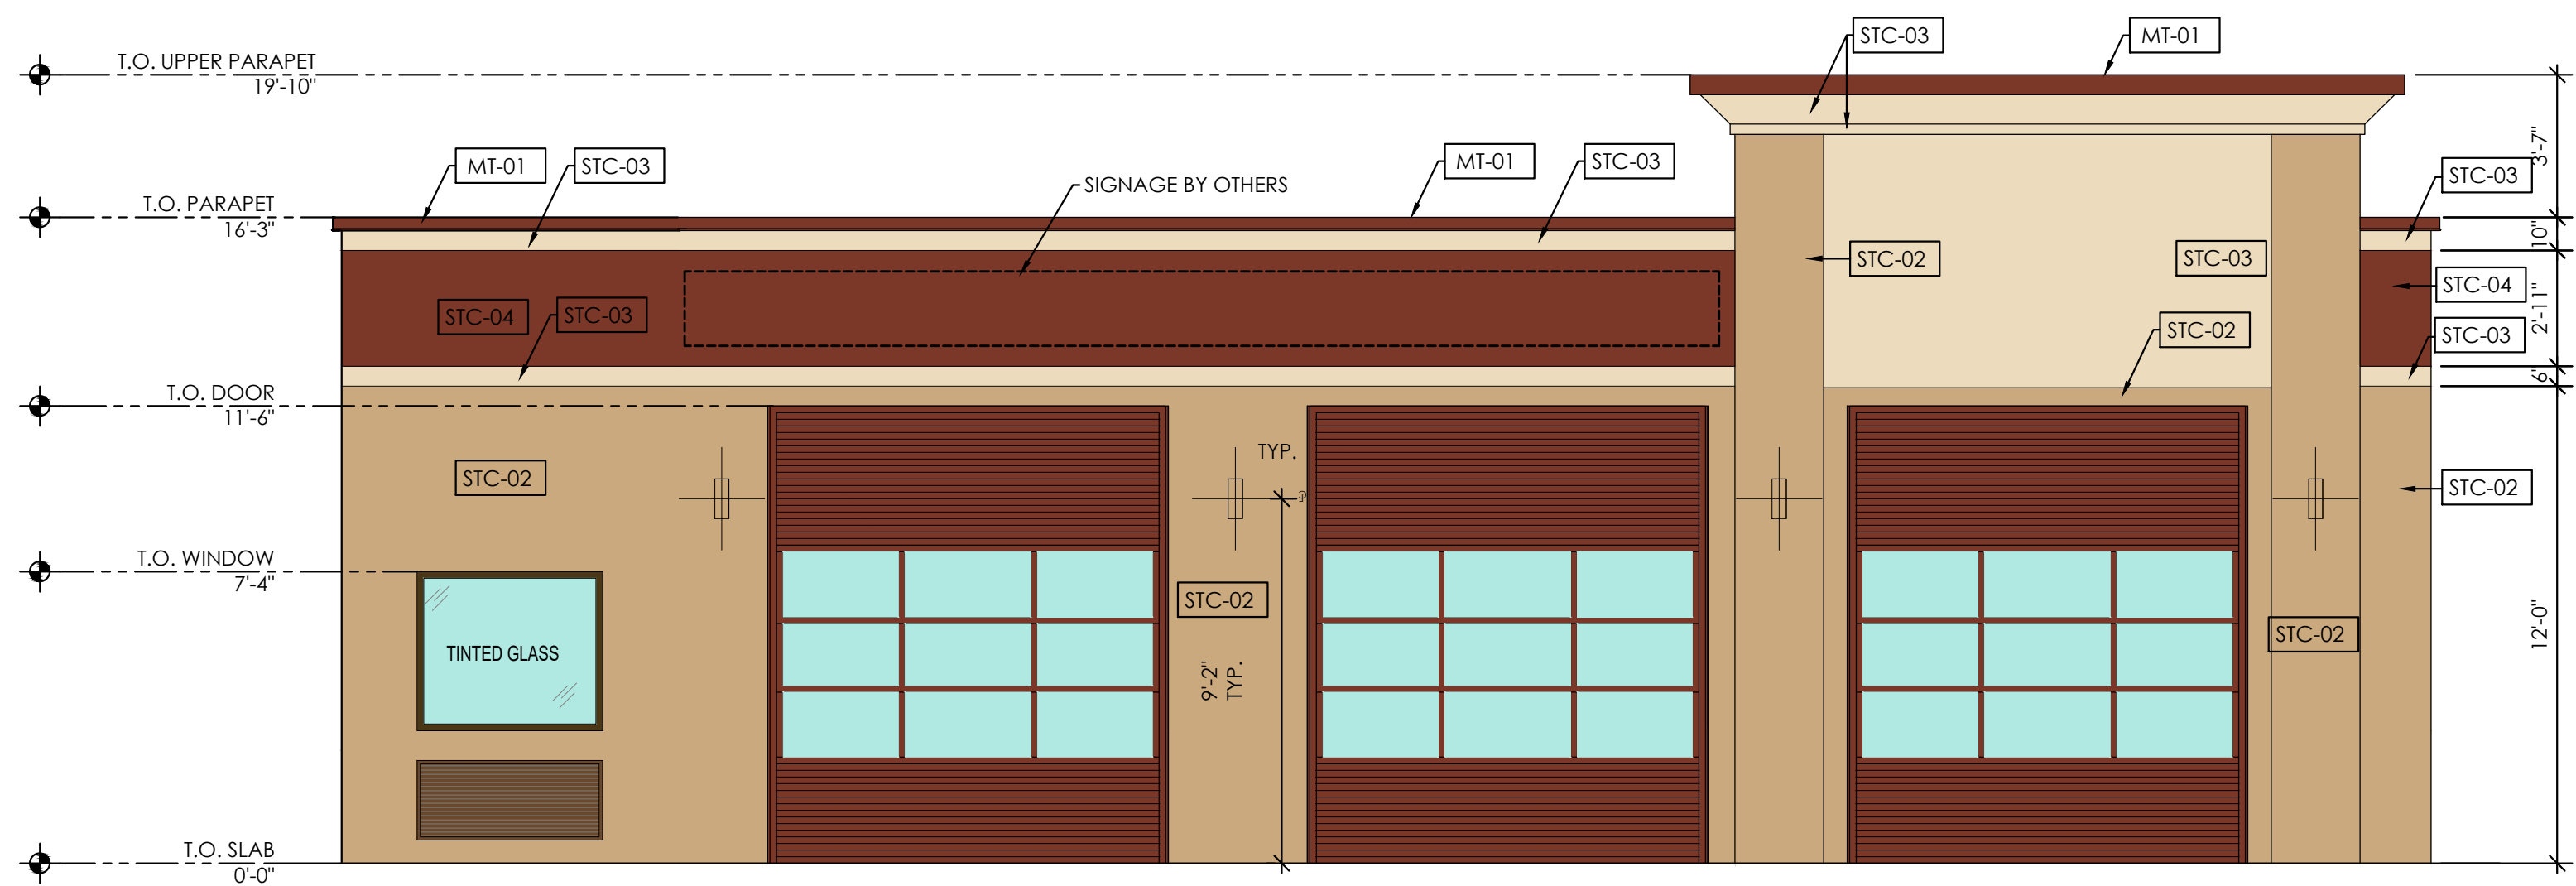 STC-03
MT-01
T.O. UPPER PARAPET
19'-10"
3'-7"
MT-01
STC-03
MT-01
STC-03
STC-03
SIGNAGE BY OTHERS
T.O. PARAPET
16'-3"
10"
STC-02
STC-03
STC-04
2'-11"
STC-04
STC-03
STC-02
STC-03
6"
T.O. DOOR
11'-6"
TYP.
STC-02
STC-02
T.O. WINDOW
7'-4"
STC-02
12'-0"
STC-02
TINTED GLASS
9'-2"
TYP.
T.O. SLAB
0'-0"